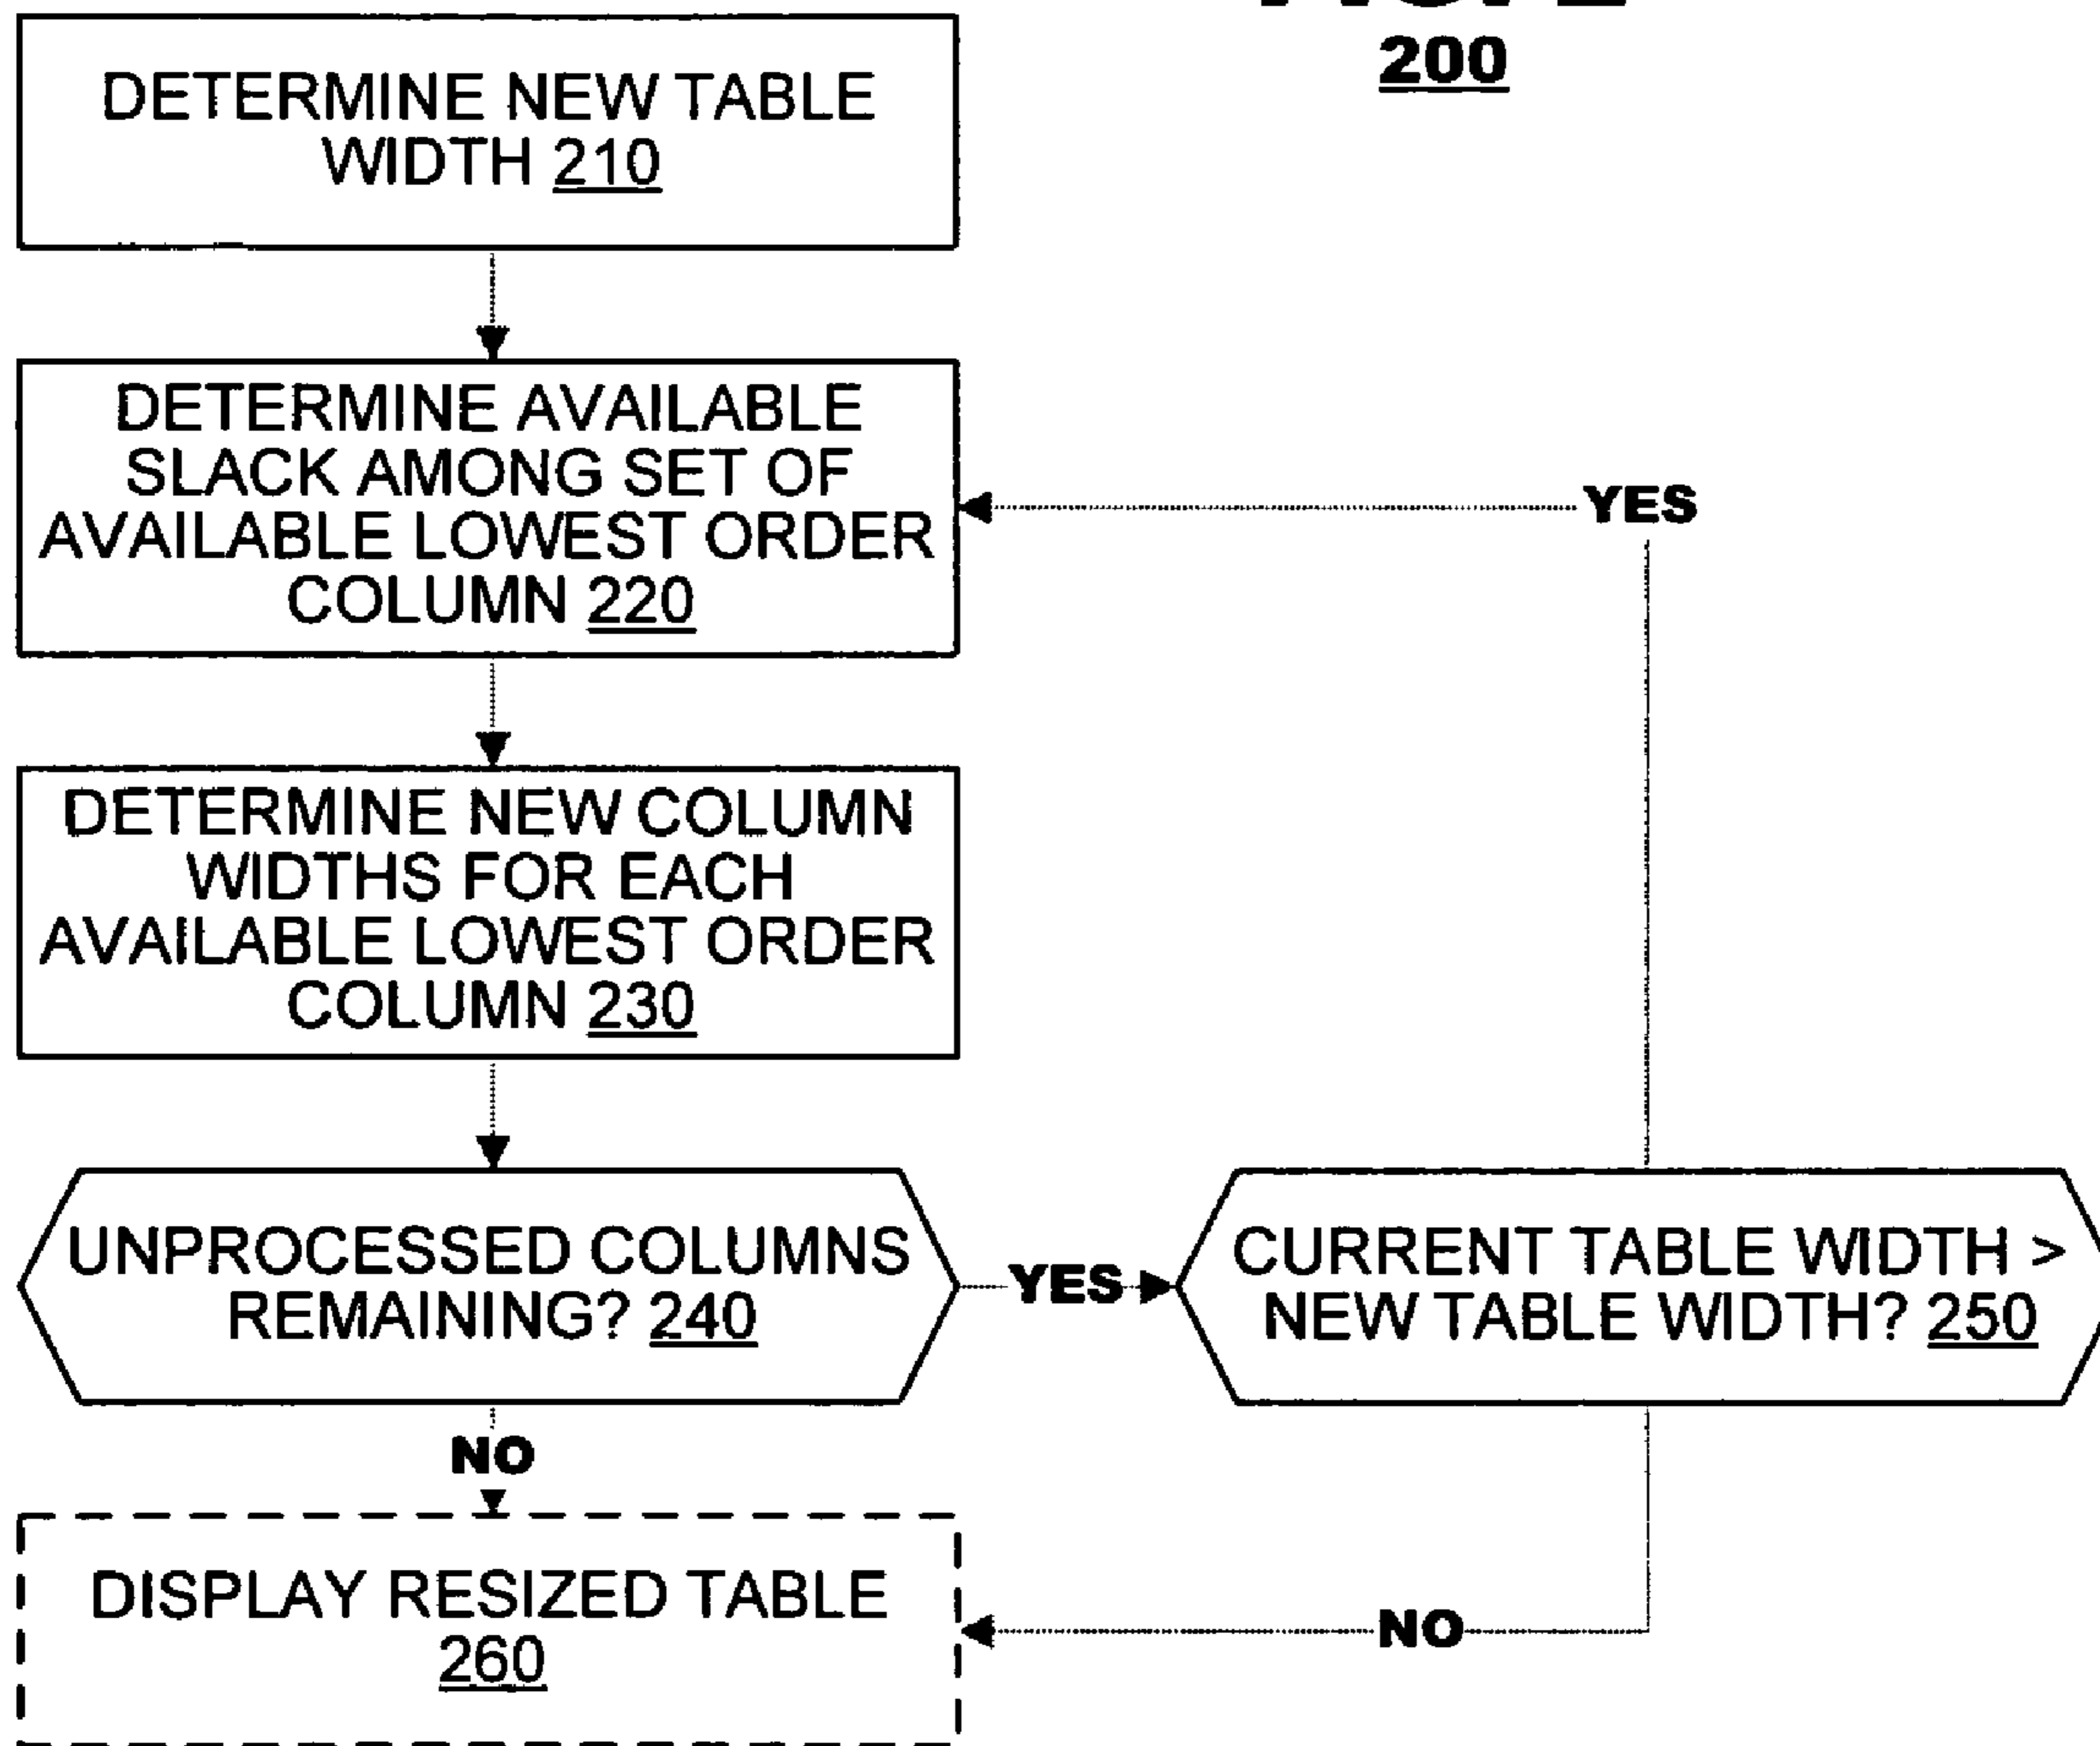 200
DETERMINE NEW TABLE
WIDTH 210
DETERMINE AVAILABLE
SLACK AMONG SET OF
AVAILABLE LOWEST ORDER
COLUMN 220
YES
DETERMINE NEW COLUMN
WIDTHS FOR EACH
AVAILABLE LOWEST ORDER
COLUMN 230
UNPROCESSED COLUMNS
REMAINING? 240
YES
CURRENT TABLE WIDTH >
NEW TABLE WIDTH? 250
NO
DISPLAY RESIZED TABLE
260
NO